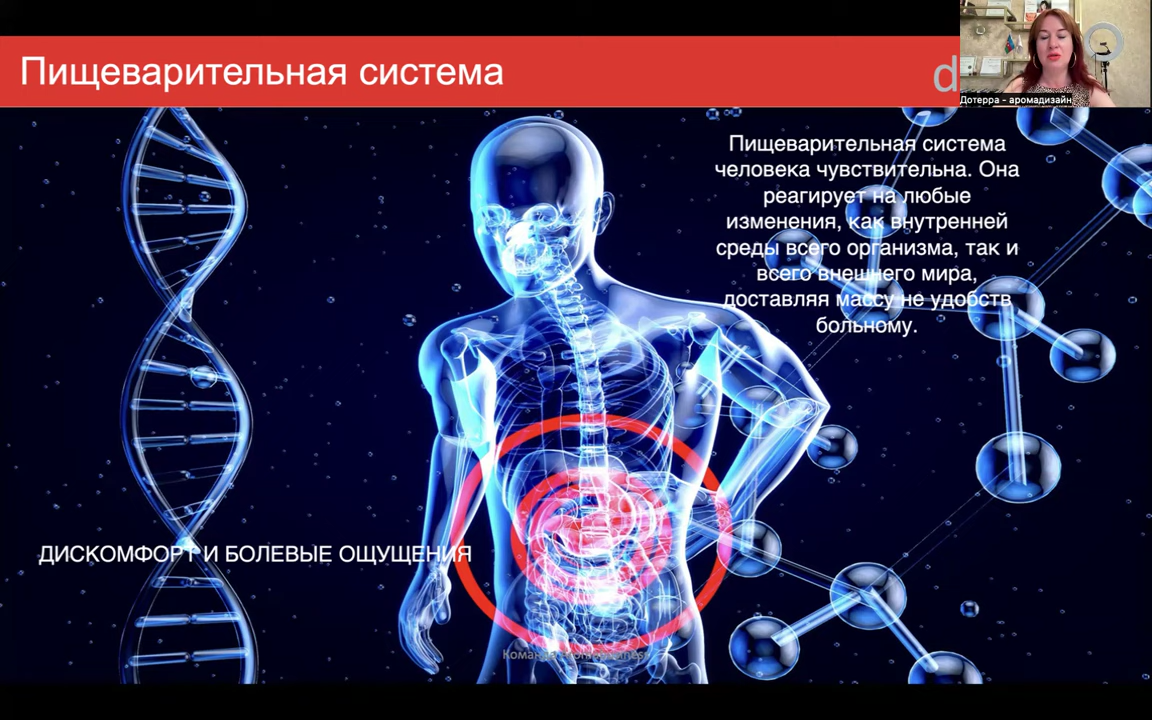 Пищеварительная система
d
Дотерра - аромадизайн
Пищеварительная система
человека чувствительна. Она
реагирует на любые
изменения, как внутренней
среды всего организма, так и
всего внешнего мира,
доставляя массу не удобств
больному.
ДИСКОМФОРТ И БОЛЕВЫЕ ОЩУЩЕНИЯ
Команда